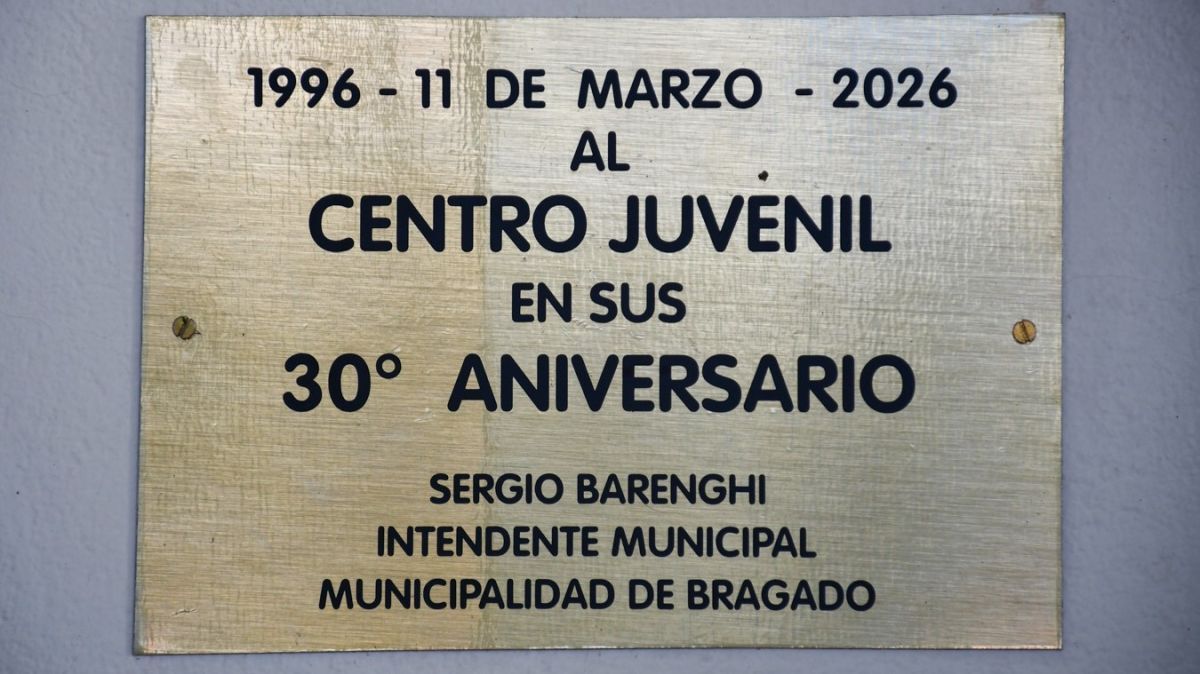 1996 - 11 DE MARZO - 2026
AL
CENTRO JUVENIL
EN SUS
30° ANIVERSARIO
SERGIO BARENGHI
INTENDENTE MUNICIPAL
MUNICIPALIDAD DE BRAGADO